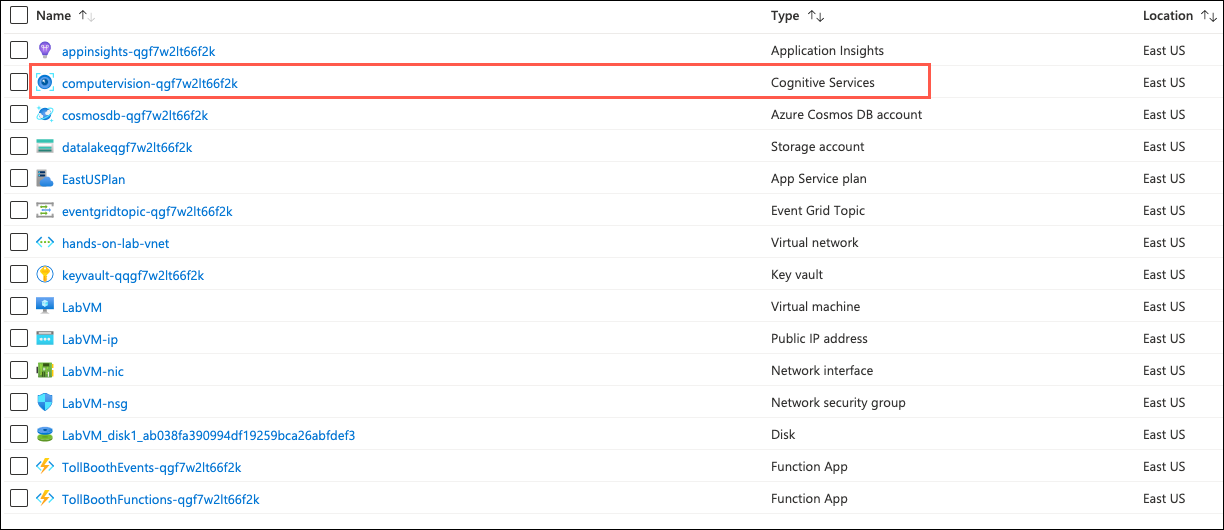 Name ↑↓ Type ↑↓ Location ↑↓
appinsights-qgf7w2lt66f2k Application Insights East US
computervision-qgf7w2lt66f2k Cognitive Services East US
cosmosdb-qgf7w2lt66f2k Azure Cosmos DB account East US
datalakeqgf7w2lt66f2k Storage account East US
EastUSPlan App Service plan East US
eventgridtopic-qgf7w2lt66f2k Event Grid Topic East US
hands-on-lab-vnet Virtual network East US
keyvault-qqgf7w2lt66f2k Key vault East US
LabVM Virtual machine East US
LabVM-ip Public IP address East US
LabVM-nic Network interface East US
LabVM-nsg Network security group East US
LabVM_disk1_ab038fa390994df19259bca26abfdef3 Disk East US
TollBoothEvents-qgf7w2lt66f2k Function App East US
TollBoothFunctions-qgf7w2lt66f2k Function App East US